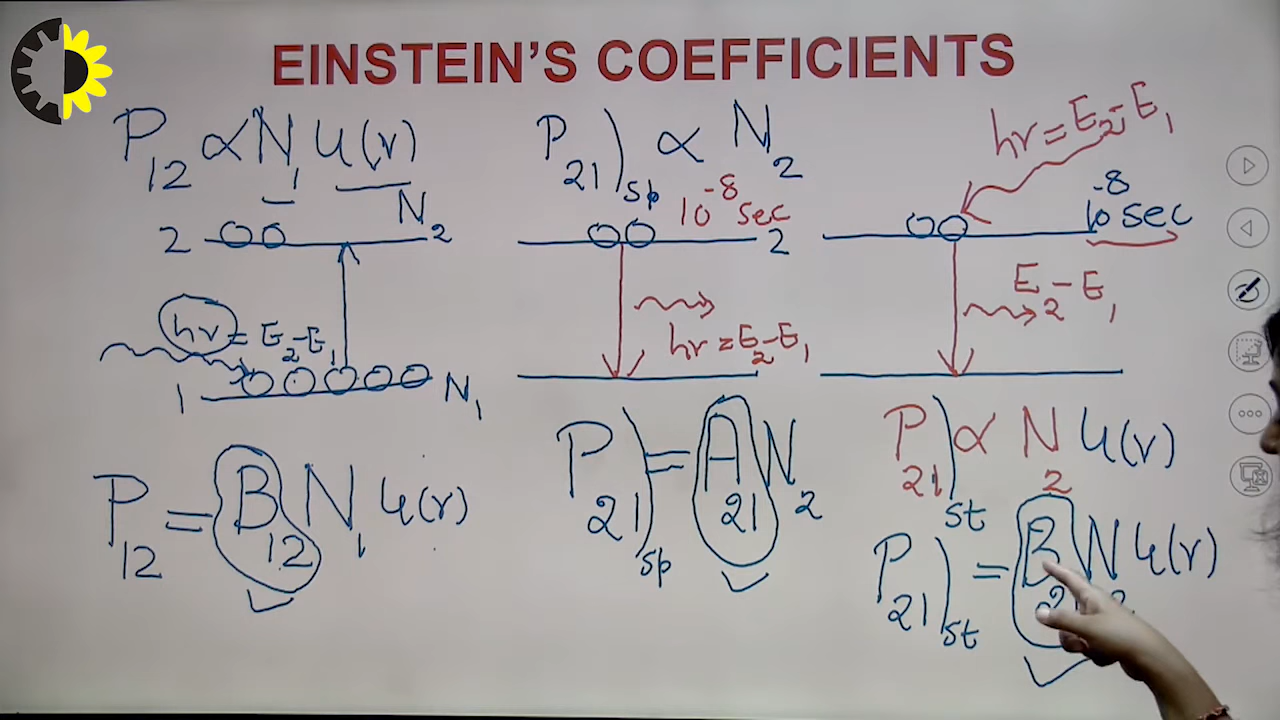 EINSTEIN'S COEFFICIENTS
P12 ∝ N1 u(ν)
N2
2
hν = E2-E1
1
N1
P12 = B12 N1 u(ν)
P21)sp ∝ N2
10^-8 sec
2
hν = E2-E1
P21)sp = A21 N2
hν = E2-E1
10^-8 sec
E2-E1
P21)st ∝ N2 u(ν)
P21)st = B21 N2 u(ν)